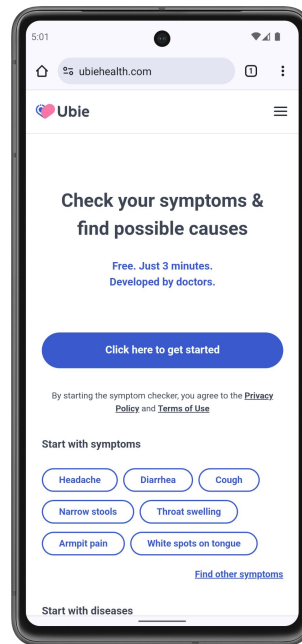 5:01
ubiehealth.com
1
Ubie
Check your symptoms &
find possible causes
Free. Just 3 minutes.
Developed by doctors.
Click here to get started
By starting the symptom checker, you agree to the Privacy
Policy and Terms of Use
Start with symptoms
Headache Diarrhea Cough
Narrow stools Throat swelling
Armpit pain White spots on tongue
Find other symptoms
Start with diseases